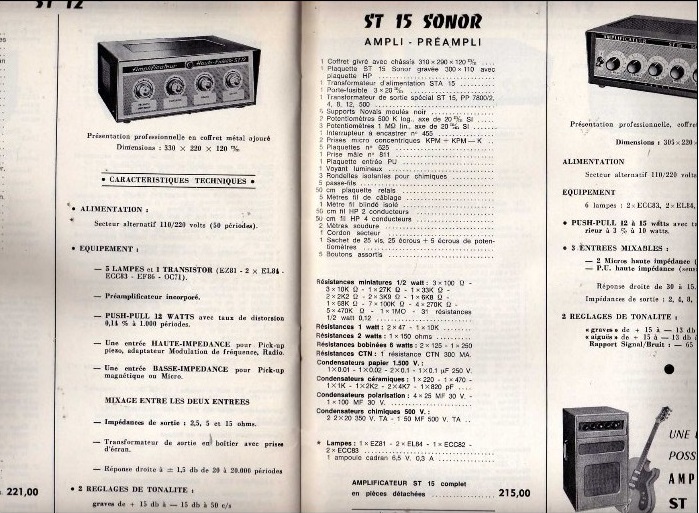 ST 12
Amplificateur Haute-Fidélité ST 12
Présentation professionnelle en coffret métal ajouré
Dimensions : 330 × 220 × 120 m/m
• CARACTERISTIQUES TECHNIQUES •
• ALIMENTATION :
Secteur alternatif 110/220 volts (50 périodes).
• EQUIPEMENT :
— 5 LAMPES et 1 TRANSISTOR (EZ81 - 2 × EL84 -
ECC83 - EF86 - OC71).
— Préamplificateur incorporé.
— PUSH-PULL 12 WATTS avec taux de distorsion
0,14 % à 1.000 périodes.
— Une entrée HAUTE-IMPEDANCE pour Pick-up
piezo, adaptateur Modulation de fréquence, Radio.
— Une entrée BASSE-IMPEDANCE pour Pick-up
magnétique ou Micro.
MIXAGE ENTRE LES DEUX ENTREES
— Impédances de sortie : 2,5, 5 et 15 ohms.
— Transformateur de sortie en boîtier avec prises
d'écran.
— Réponse droite à ± 1,5 db de 20 à 20.000 périodes
• 2 REGLAGES DE TONALITE :
graves de + 15 db à — 15 db à 50 c/s
221,00
ST 15 SONOR
AMPLI - PRÉAMPLI
1 Coffret givré avec châssis 310 × 290 × 120 m/m
1 Plaquette ST 15 Sonor gravée 300 × 110 avec
plaquette HP
1 Transformateur d'alimentation STA 15
1 Porte-fusible 3 × 20 m/m
1 Transformateur de sortie spécial ST 15, PP 7800/2,
4, 8, 12, 500
6 Supports Novals moulés noir
2 Potentiomètres 500 K log., axe de 20 m/m SI
3 Potentiomètres 1 MΩ lin., axe de 20 m/m SI
1 Interrupteur à encastrer n° 455
2 Prises micro concentriques KPM + KPM — K
5 Plaquettes n° 625
1 Prise mâle n° 811
1 Plaquette entrée PU
1 Voyant lumineux
3 Rondelles isolantes pour chimiques
5 passe-fils
50 cm plaquette relais
5 Mètres fil de câblage
1 Mètre fil blindé isolé
50 cm fil HP 2 conducteurs
50 cm fil HP 4 conducteurs
2 Mètres soudure
1 Cordon secteur
1 Sachet de 25 vis, 25 écrous + 5 écrous de poten-
tiomètres
5 Boutons assortis
Résistances miniatures 1/2 watt : 3 × 100 Ω -
3 × 10K Ω - 1 × 27K Ω - 1 × 33K Ω -
2 × 2K2 Ω - 2 × 3K9 Ω - 1 × 6K8 Ω -
1 × 68K Ω - 7 × 100K Ω - 4 × 270K Ω -
5 × 470K Ω - 1 × 1MO - 31 résistances
1/2 watt 0,12
Résistances 1 watt : 2 × 47 - 1 × 10K
Résistances 2 watts : 1 × 150 ohms
Résistances bobinées 6 watts : 2 × 125 - 1 × 250
Résistances CTN : 1 résistance CTN 300 MA.
Condensateurs papier 1.500 V. :
1 × 0.01 - 1 × 0.02 - 2 × 0.1 - 1 × 0.1 µF 250 V.
Condensateurs céramiques : 1 × 220 - 1 × 470 -
1 × 1K - 1 × 2K2 - 2 × 4K7 - 1 × 820 pF
Condensateurs polarisation : 4 × 25 MF 30 V. -
1 × 100 MF 30 V.
Condensateurs chimiques 500 V. :
2 2 × 20 350 V. TA - 1 50 MF 500 V. TA
* Lampes : 1 × EZ81 - 2 × EL84 - 1 × ECC82 -
2 × ECC83
1 ampoule cadran 6,5 V. 0,3 A
AMPLIFICATEUR ST 15 complet
en pièces détachées 215,00
AMPLIFICATEUR
Présentation professionnelle, coffre
Dimensions : 305 × 220
ALIMENTATION
Secteur alternatif 110/220 volts
EQUIPEMENT
6 lampes : 2 × ECC83, 2 × EL84,
• PUSH-PULL 12 à 15 watts avec
rieur à 3 % à 10 watts.
• 3 ENTREES MIXABLES :
— 2 Micros haute impédance (
— P.U. haute impédance (sen
Réponse droite de 30 à 15.
Impédances de sortie : 2, 4, 8,
2 REGLAGES DE TONALITE :
« graves » de + 15 à — 13 db
« aiguës » de + 15 à — 13 db
Rapport Signal/Bruit : — 65
UNE
POSS
AMP
ST